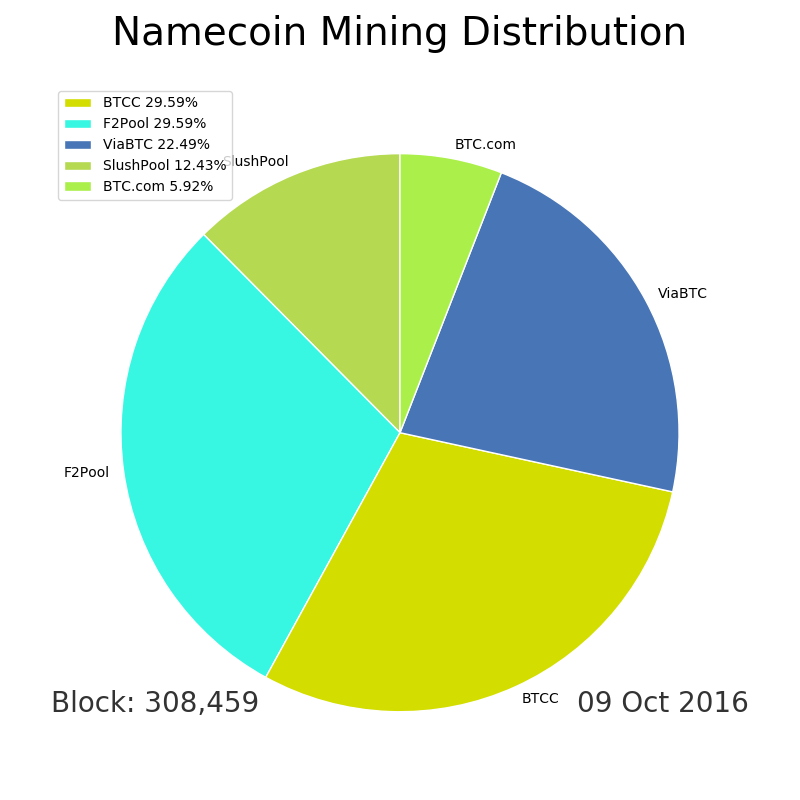 Namecoin Mining Distribution
BTCC 29.59%
F2Pool 29.59%
ViaBTC 22.49%
SlushPool 12.43%
BTC.com 5.92%
BTC.com
SlushPool
ViaBTC
F2Pool
BTCC
Block: 308,459
09 Oct 2016